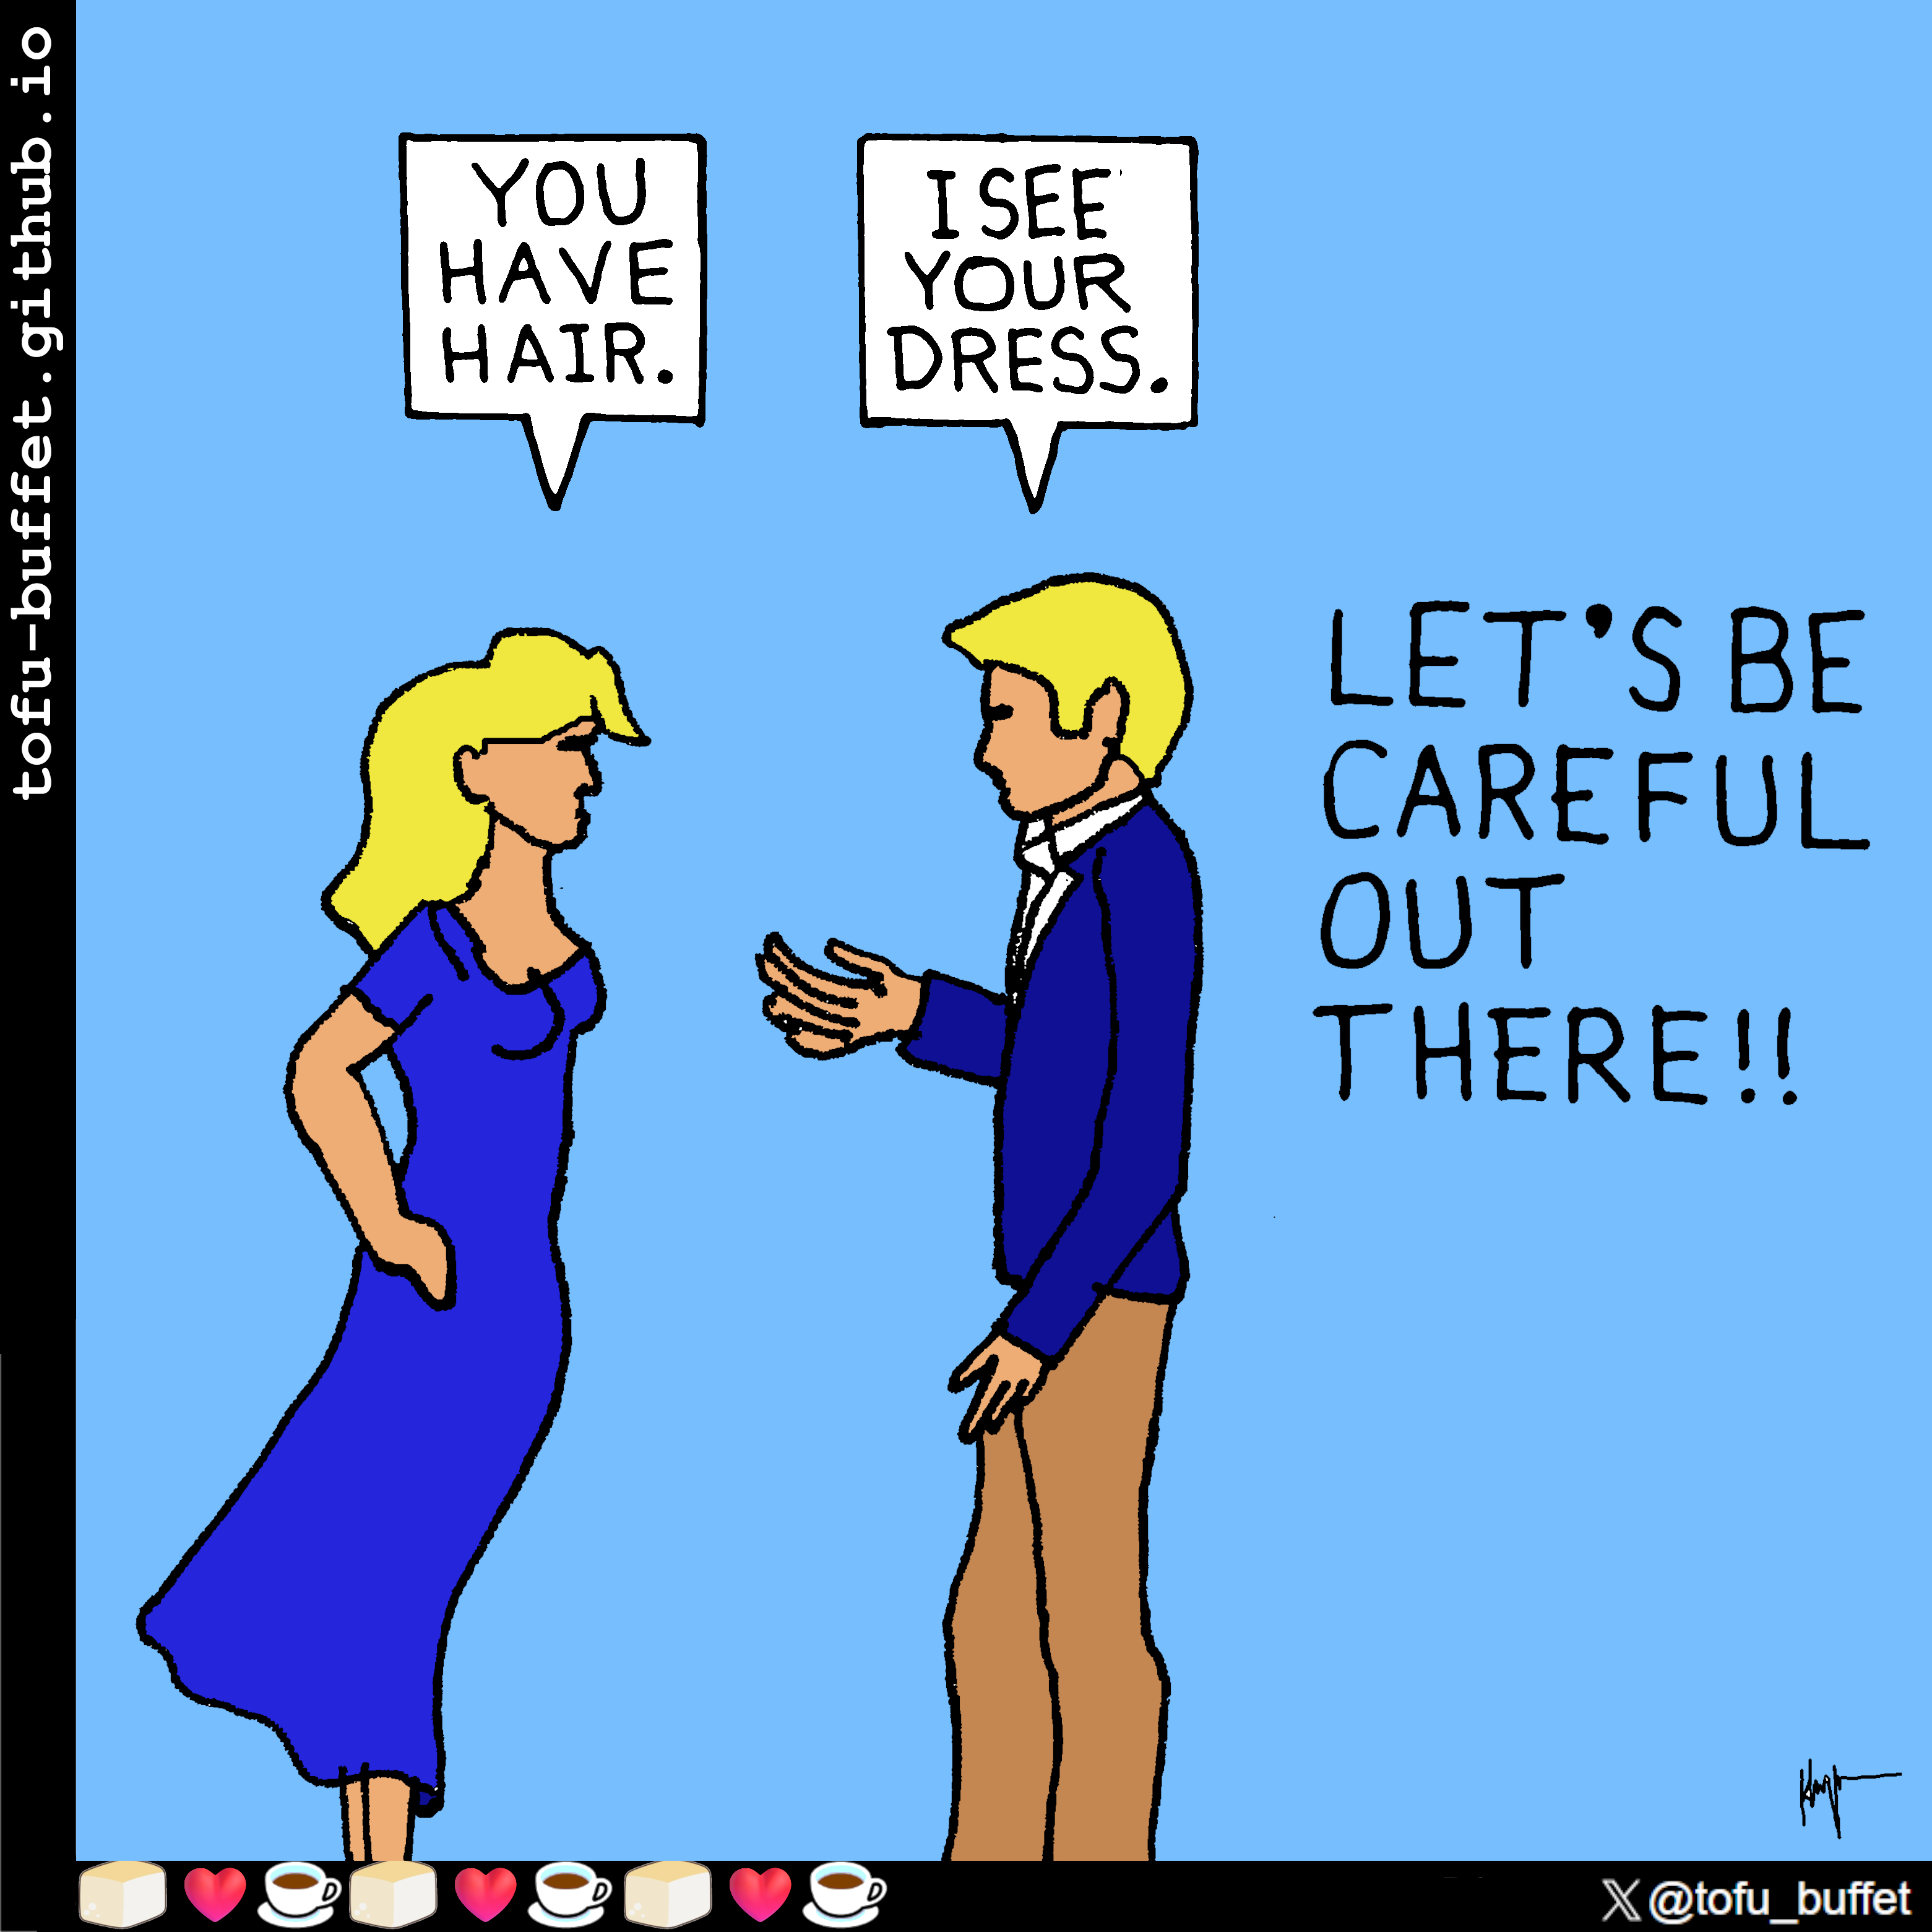 tofu-buffet.github.io
YOU
HAVE
HAIR.
I SEE
YOUR
DRESS.
LET'S BE
CAREFUL
OUT
THERE!!
X @tofu_buffet